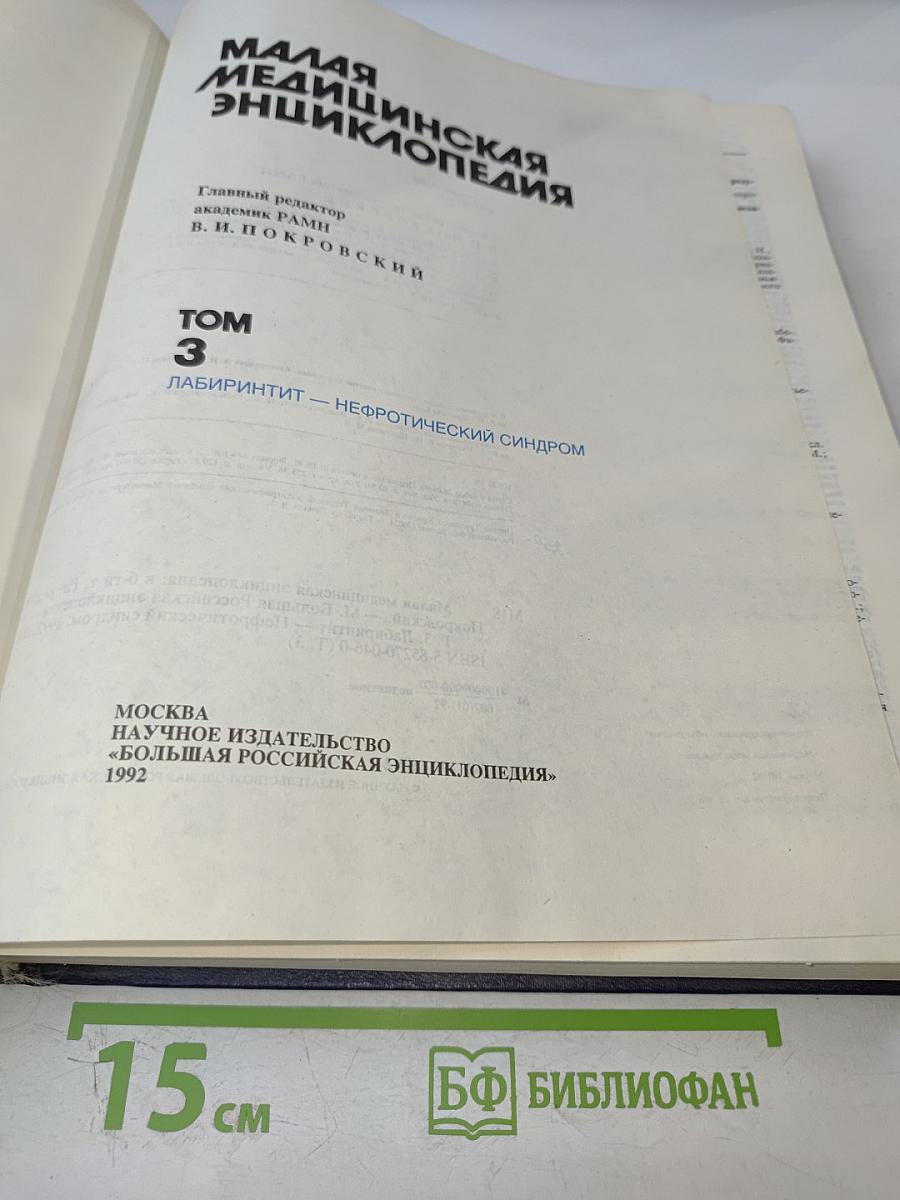 МАЛАЯ
МЕДИЦИНСКАЯ
ЭНЦИКЛОПЕДИЯ
Главный редактор
академик РАМН
В. И. ПОКРОВСКИЙ
ТОМ
3
ЛАБИРИНТИТ — НЕФРОТИЧЕСКИЙ СИНДРОМ
МОСКВА
НАУЧНОЕ ИЗДАТЕЛЬСТВО
«БОЛЬШАЯ РОССИЙСКАЯ ЭНЦИКЛОПЕДИЯ»
1992
15 см
БФ БИБЛИОФАН